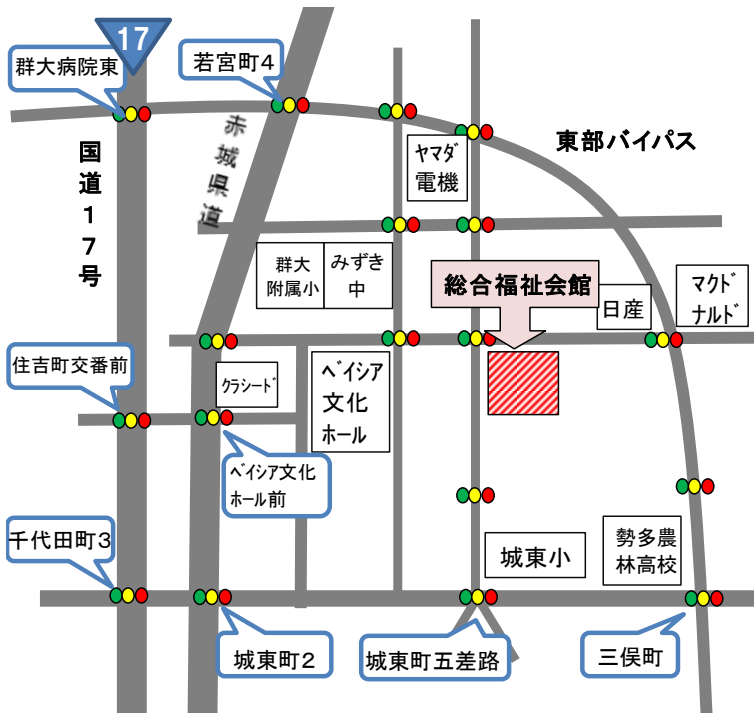 17
群大病院東
若宮町4
赤城県道
東部バイパス
国道17号
ヤマダ
電機
群大
附属小
みずき
中
総合福祉会館
日産
マクド
ナルド
住吉町交番前
クラシード
ベイシア
文化
ホール
ベイシア文化
ホール前
千代田町3
城東小
勢多農
林高校
城東町2
城東町五差路
三俣町